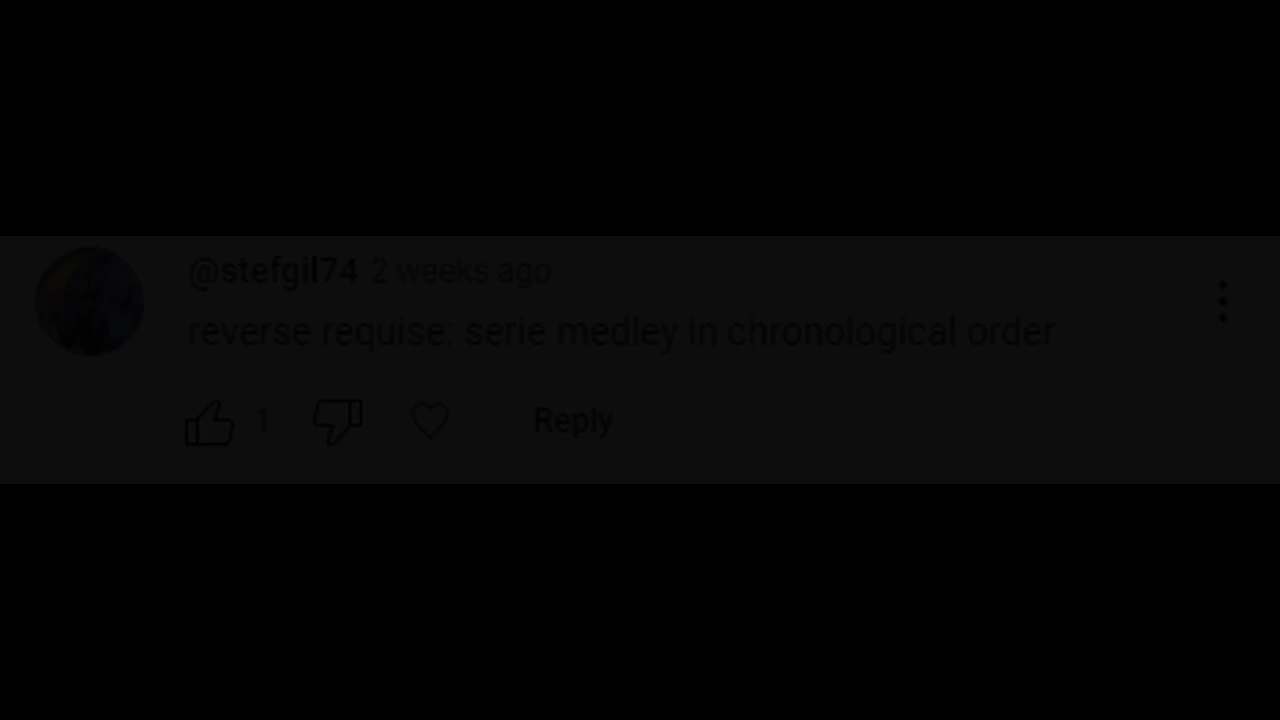 @stefgil74 2 weeks ago
reverse requise: serie medley in chronological order
1 Reply